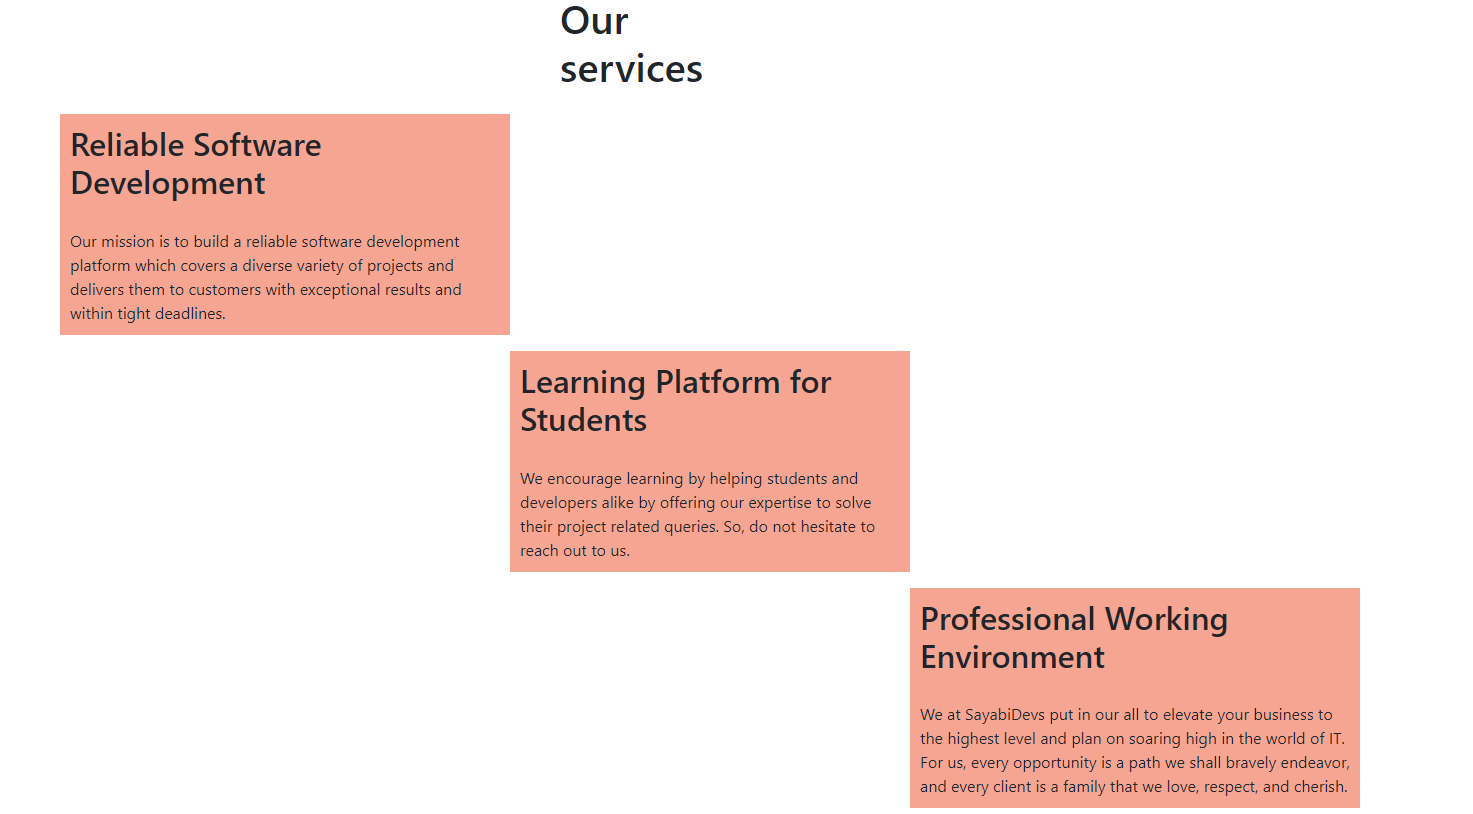 Our
services
Reliable Software
Development
Our mission is to build a reliable software development
platform which covers a diverse variety of projects and
delivers them to customers with exceptional results and
within tight deadlines.
Learning Platform for
Students
We encourage learning by helping students and
developers alike by offering our expertise to solve
their project related queries. So, do not hesitate to
reach out to us.
Professional Working
Environment
We at SayabiDevs put in our all to elevate your business to
the highest level and plan on soaring high in the world of IT.
For us, every opportunity is a path we shall bravely endeavor,
and every client is a family that we love, respect, and cherish.